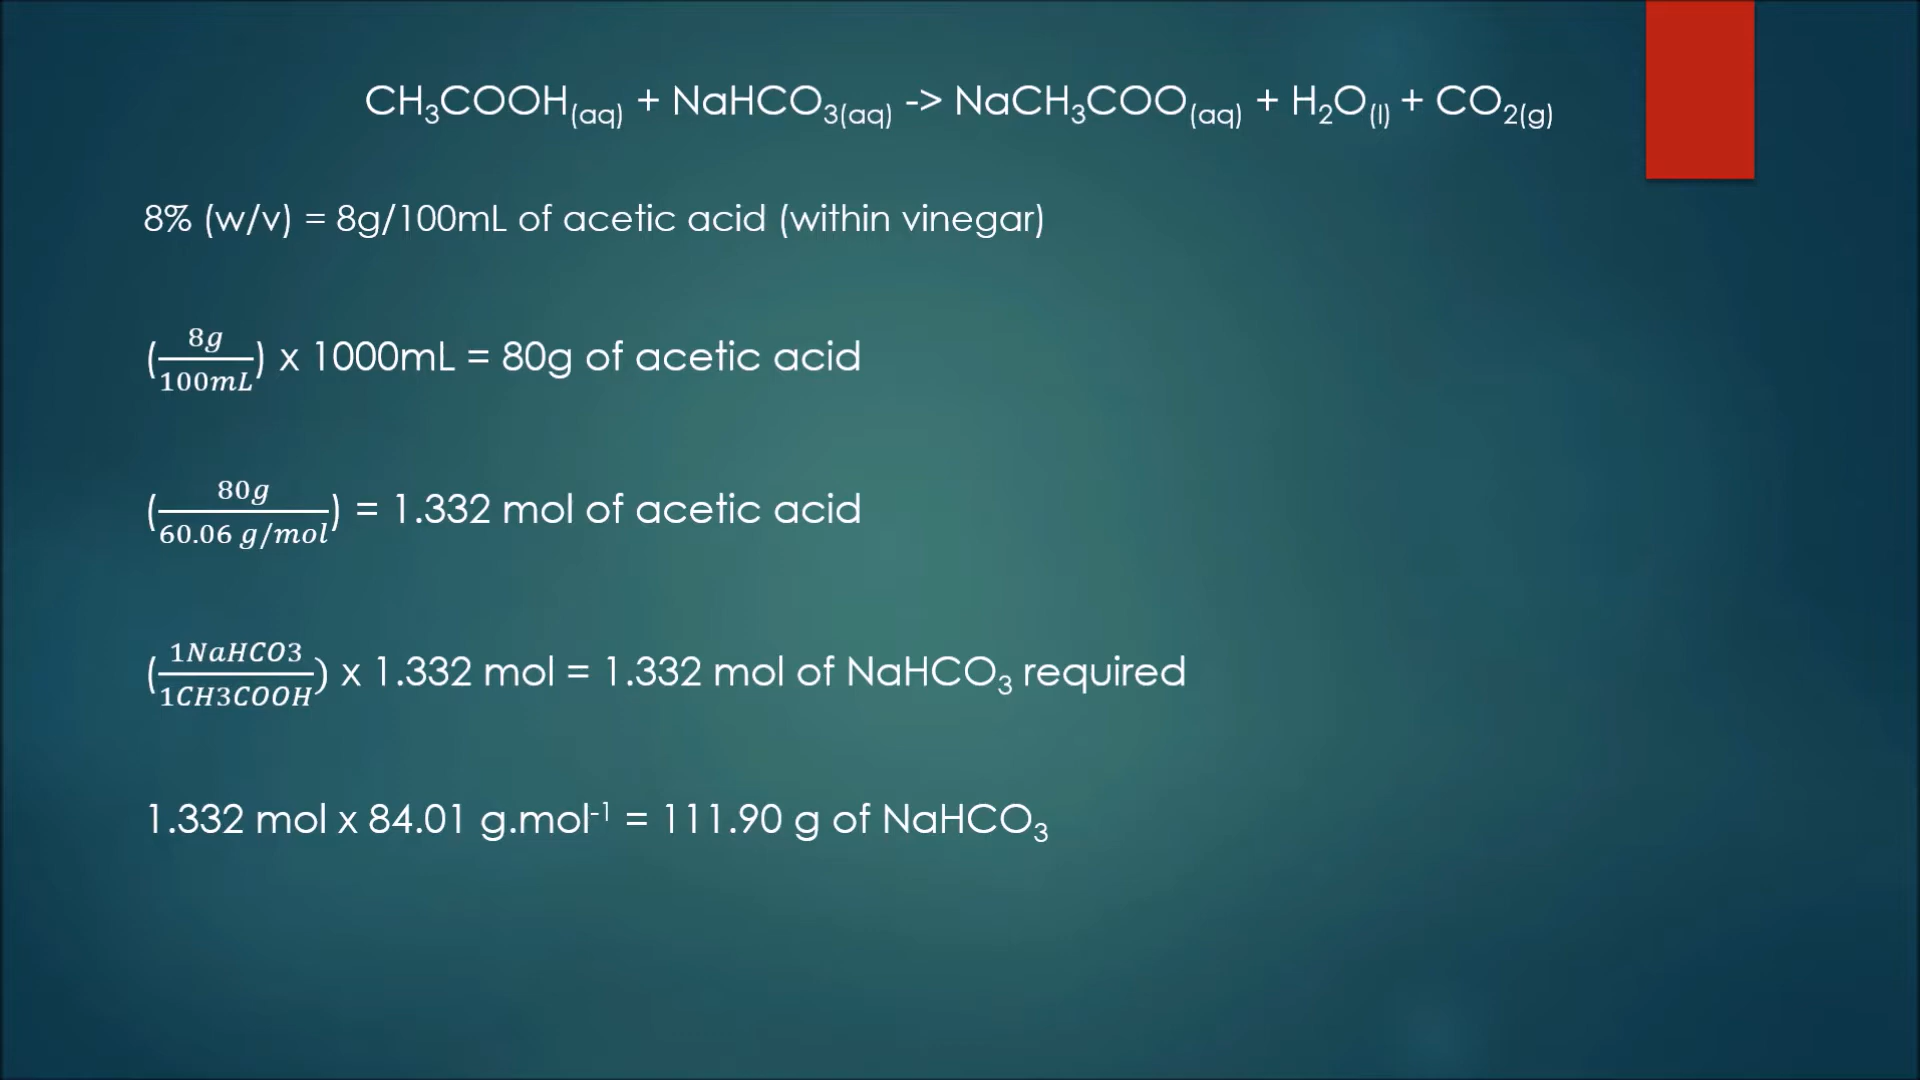 CH₃COOH(aq) + NaHCO₃(aq) -> NaCH₃COO(aq) + H₂O(l) + CO₂(g)
8% (w/v) = 8g/100mL of acetic acid (within vinegar)
(8g/100mL) x 1000mL = 80g of acetic acid
(80g/60.06 g/mol) = 1.332 mol of acetic acid
(1NaHCO3/1CH3COOH) x 1.332 mol = 1.332 mol of NaHCO₃ required
1.332 mol x 84.01 g.mol⁻¹ = 111.90 g of NaHCO₃